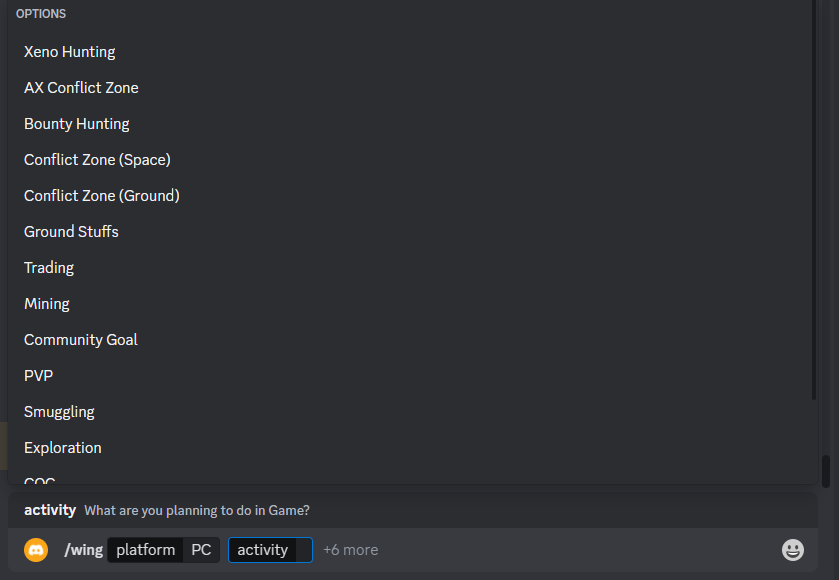 OPTIONS
Xeno Hunting
AX Conflict Zone
Bounty Hunting
Conflict Zone (Space)
Conflict Zone (Ground)
Ground Stuffs
Trading
Mining
Community Goal
PVP
Smuggling
Exploration
activity What are you planning to do in Game?
/wing platform PC activity +6 more